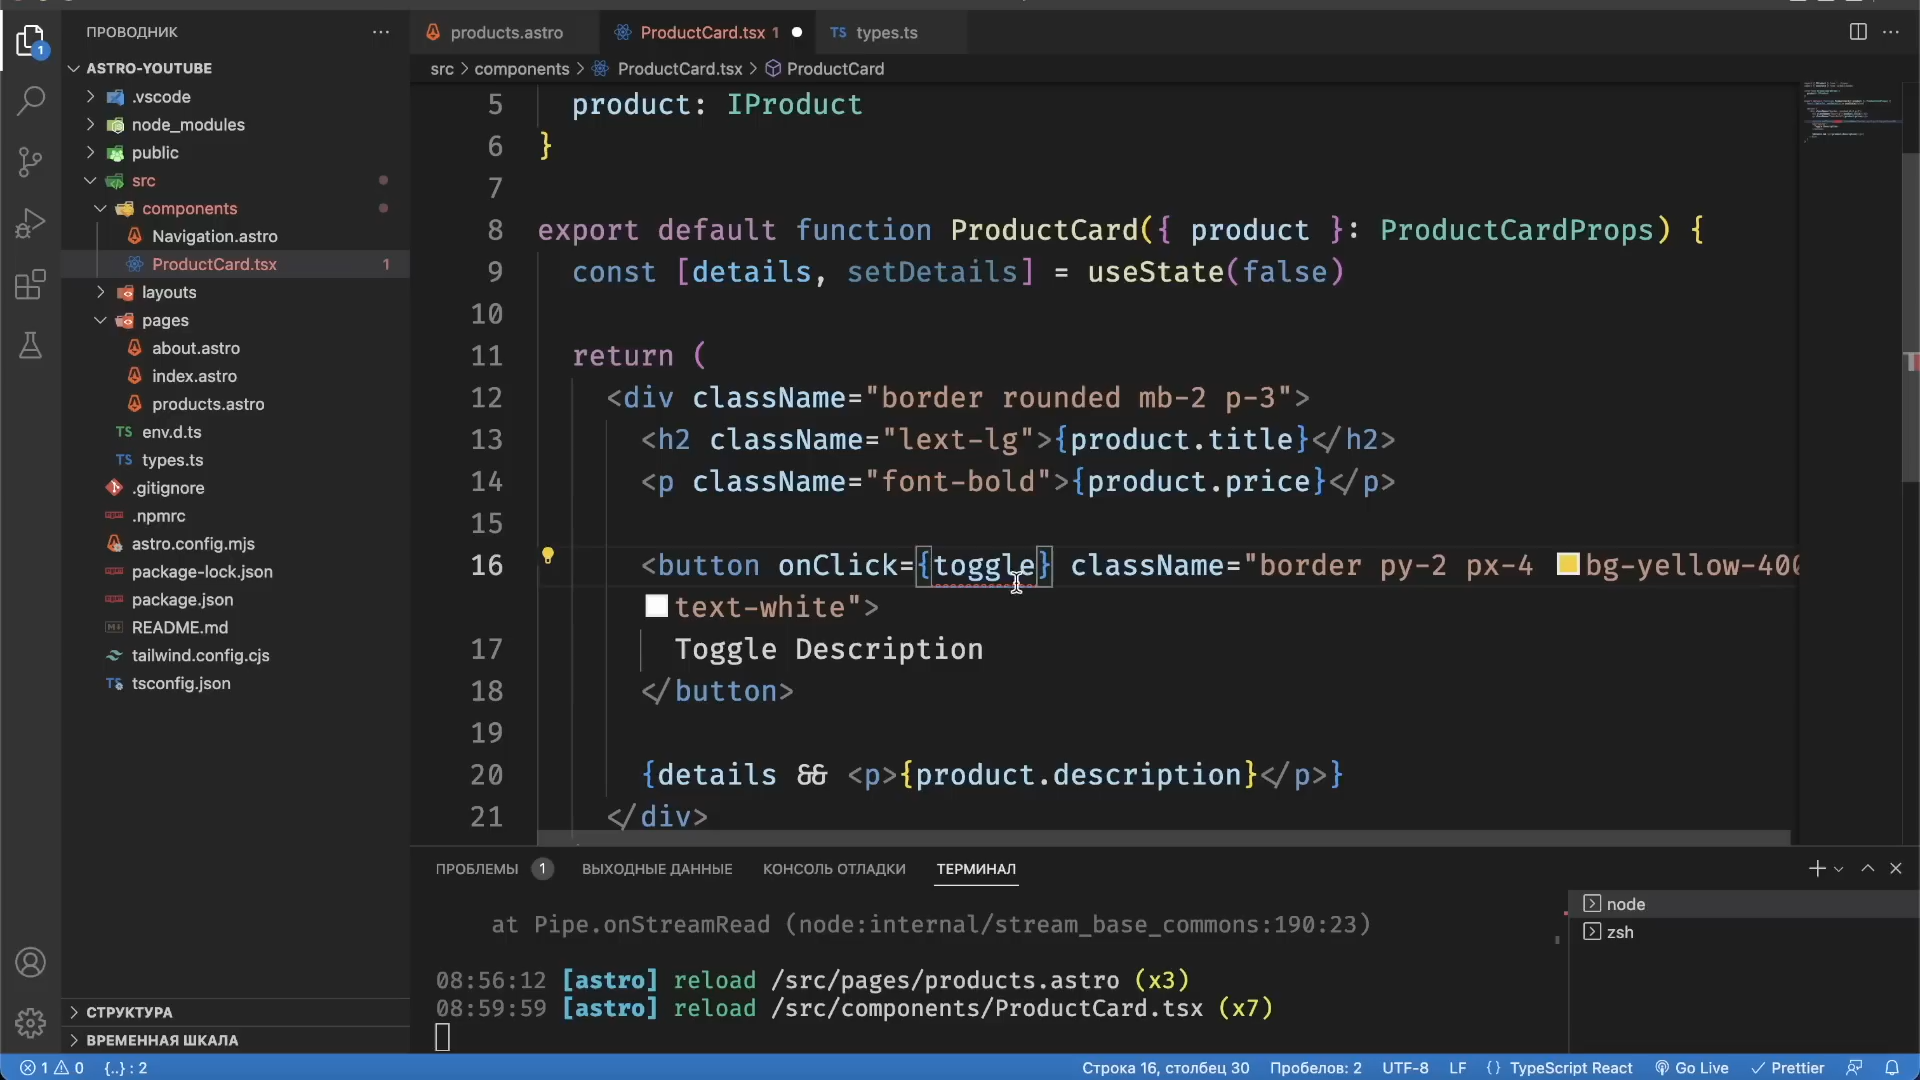 ПРОВОДНИК
ASTRO-YOUTUBE
.vscode
node_modules
public
src
components
Navigation.astro
ProductCard.tsx 1
layouts
pages
about.astro
index.astro
products.astro
TS env.d.ts
TS types.ts
.gitignore
.npmrc
astro.config.mjs
package-lock.json
package.json
README.md
tailwind.config.cjs
tsconfig.json
СТРУКТУРА
ВРЕМЕННАЯ ШКАЛА
products.astro ProductCard.tsx 1 TS types.ts
src > components > ProductCard.tsx > ProductCard
5 product: IProduct
6 }
7
8 export default function ProductCard({ product }: ProductCardProps) {
9 const [details, setDetails] = useState(false)
10
11 return (
12 <div className="border rounded mb-2 p-3">
13 <h2 className="lext-lg">{product.title}</h2>
14 <p className="font-bold">{product.price}</p>
15
16 <button onClick={toggle} className="border py-2 px-4 bg-yellow-400
text-white">
17 Toggle Description
18 </button>
19
20 {details && <p>{product.description}</p>}
21 </div>
ПРОБЛЕМЫ 1 ВЫХОДНЫЕ ДАННЫЕ КОНСОЛЬ ОТЛАДКИ ТЕРМИНАЛ
at Pipe.onStreamRead (node:internal/stream_base_commons:190:23)
08:56:12 [astro] reload /src/pages/products.astro (x3)
08:59:59 [astro] reload /src/components/ProductCard.tsx (x7)
node
zsh
1 0 {..} : 2 Строка 16, столбец 30 Пробелов: 2 UTF-8 LF {} TypeScript React Go Live Prettier